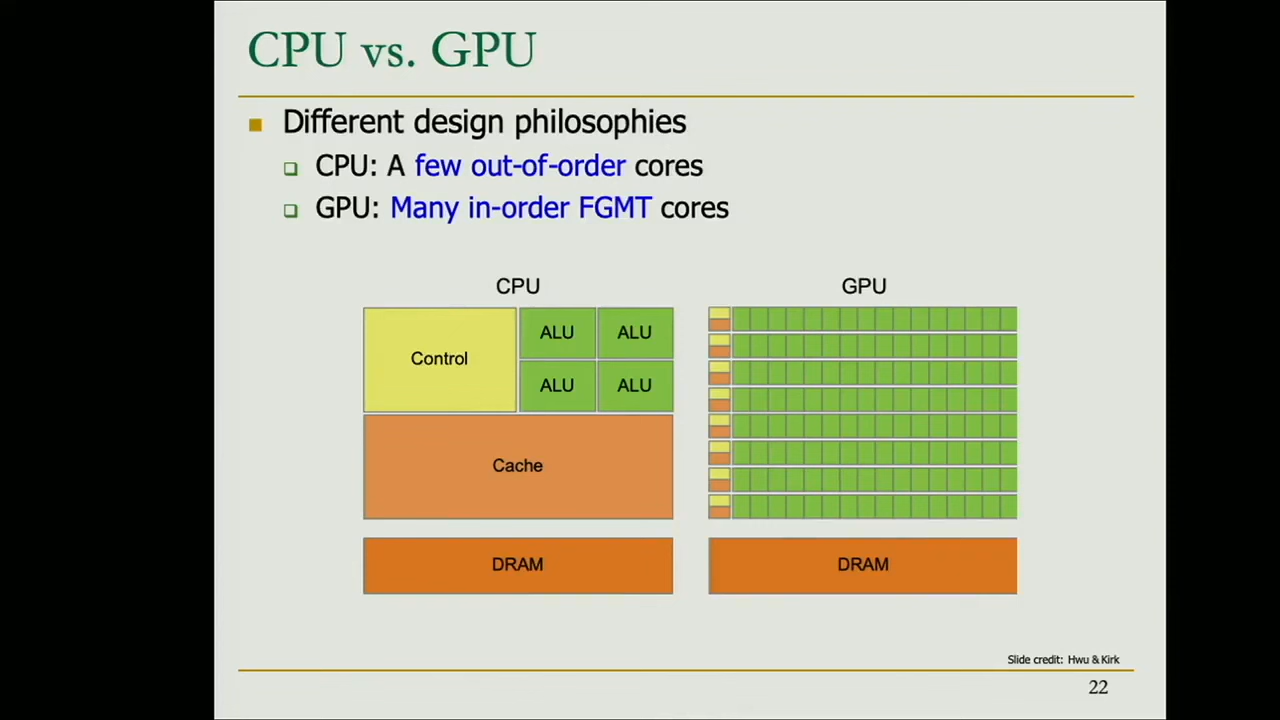 CPU vs. GPU
Different design philosophies
CPU: A few out-of-order cores
GPU: Many in-order FGMT cores
CPU
GPU
Control
ALU
ALU
ALU
ALU
Cache
DRAM
DRAM
Slide credit: Hwu & Kirk
22